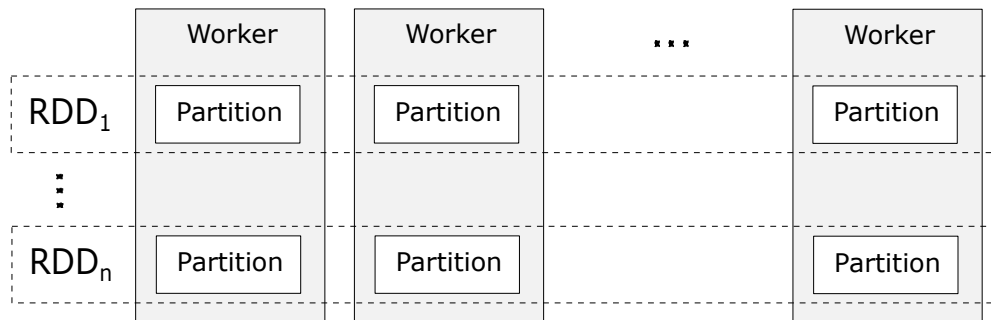 Worker Worker ... Worker
RDD₁ Partition Partition Partition
⋮
RDDₙ Partition Partition Partition